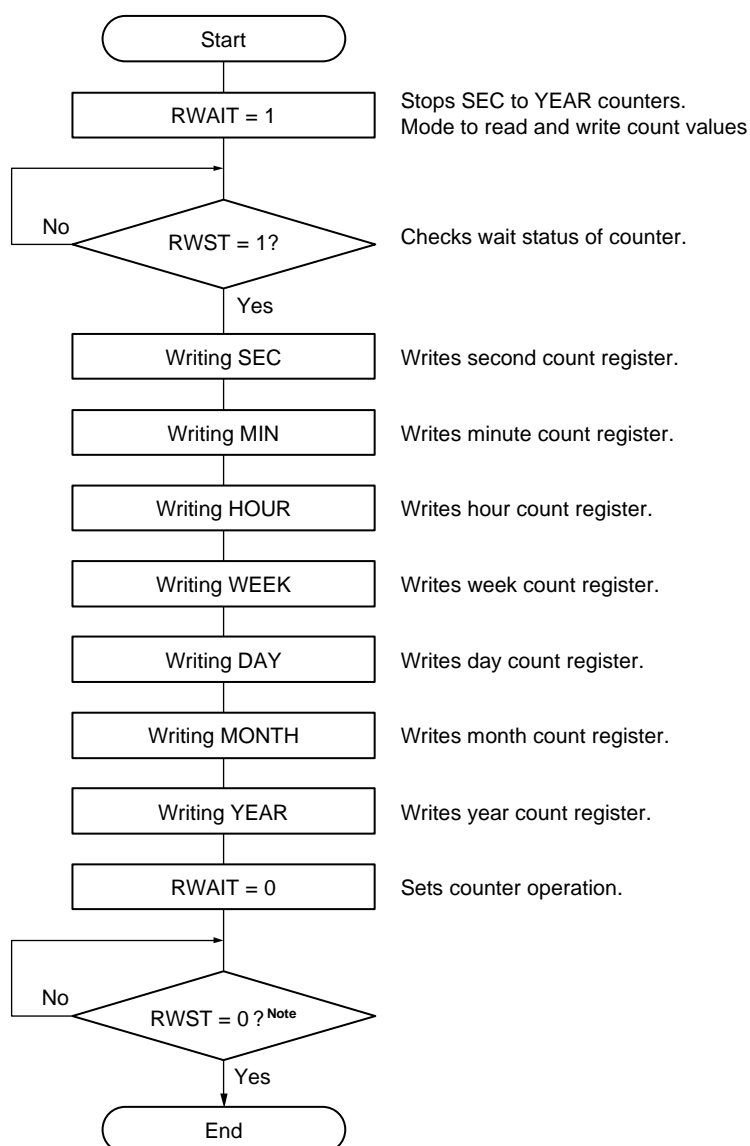 Start
RWAIT = 1
Stops SEC to YEAR counters.
Mode to read and write count values
No
RWST = 1?
Checks wait status of counter.
Yes
Writing SEC
Writes second count register.
Writing MIN
Writes minute count register.
Writing HOUR
Writes hour count register.
Writing WEEK
Writes week count register.
Writing DAY
Writes day count register.
Writing MONTH
Writes month count register.
Writing YEAR
Writes year count register.
RWAIT = 0
Sets counter operation.
No
RWST = 0 ? Note
Yes
End